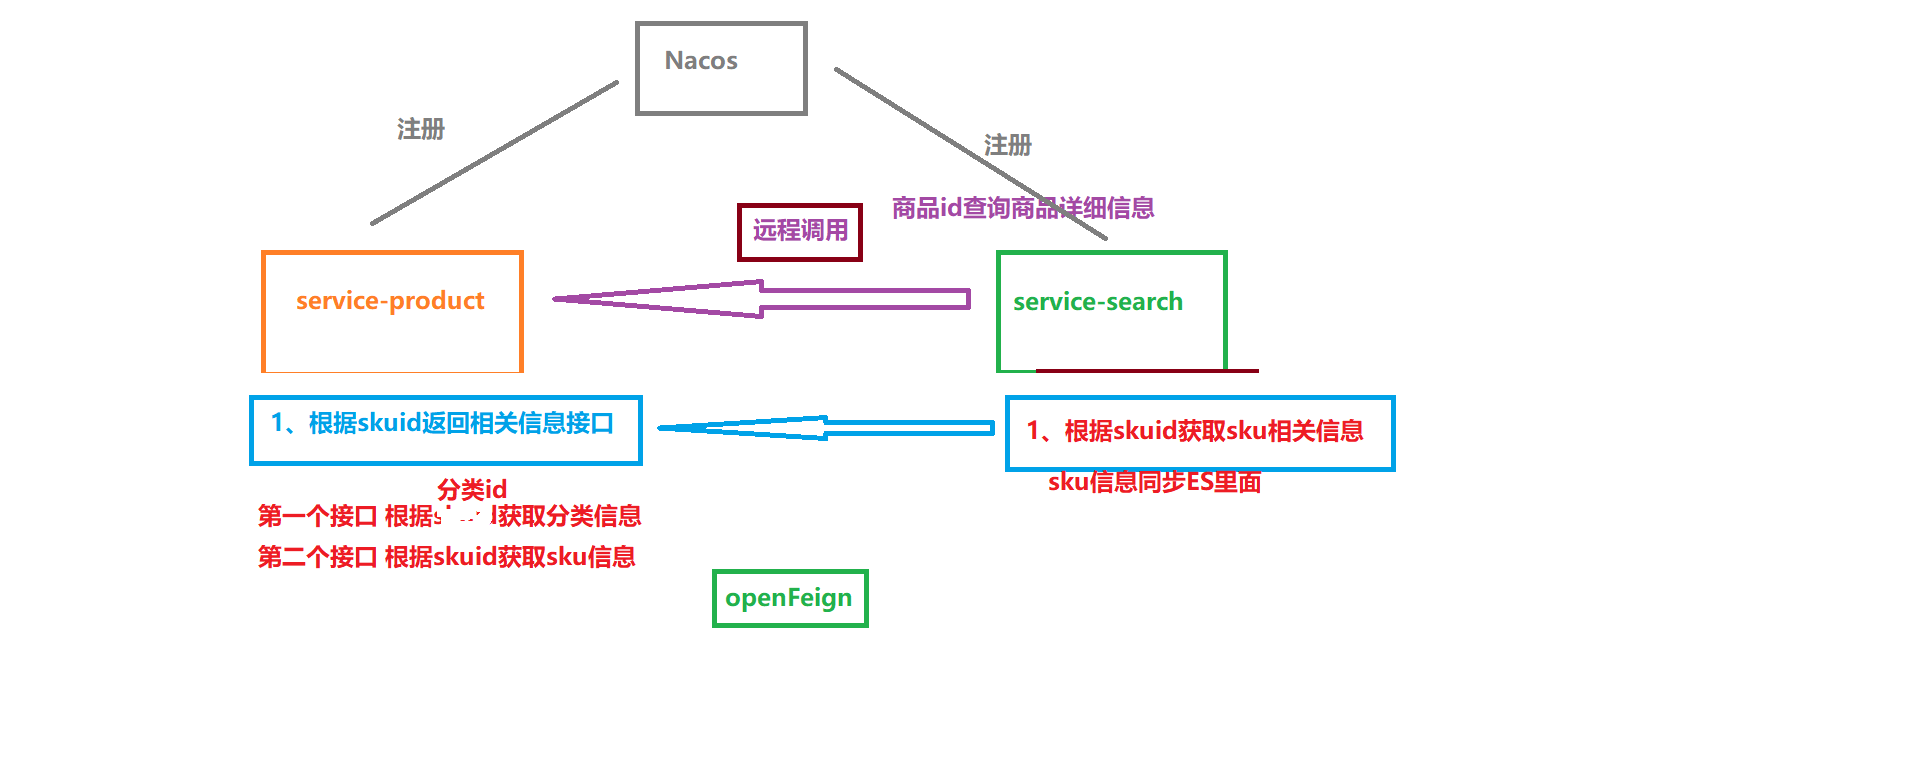 Nacos
注册
注册
商品id查询商品详细信息
远程调用
service-product
service-search
1、根据skuid返回相关信息接口
1、根据skuid获取sku相关信息
sku信息同步ES里面
分类id
第一个接口 根据 获取分类信息
第二个接口 根据skuid获取sku信息
openFeign